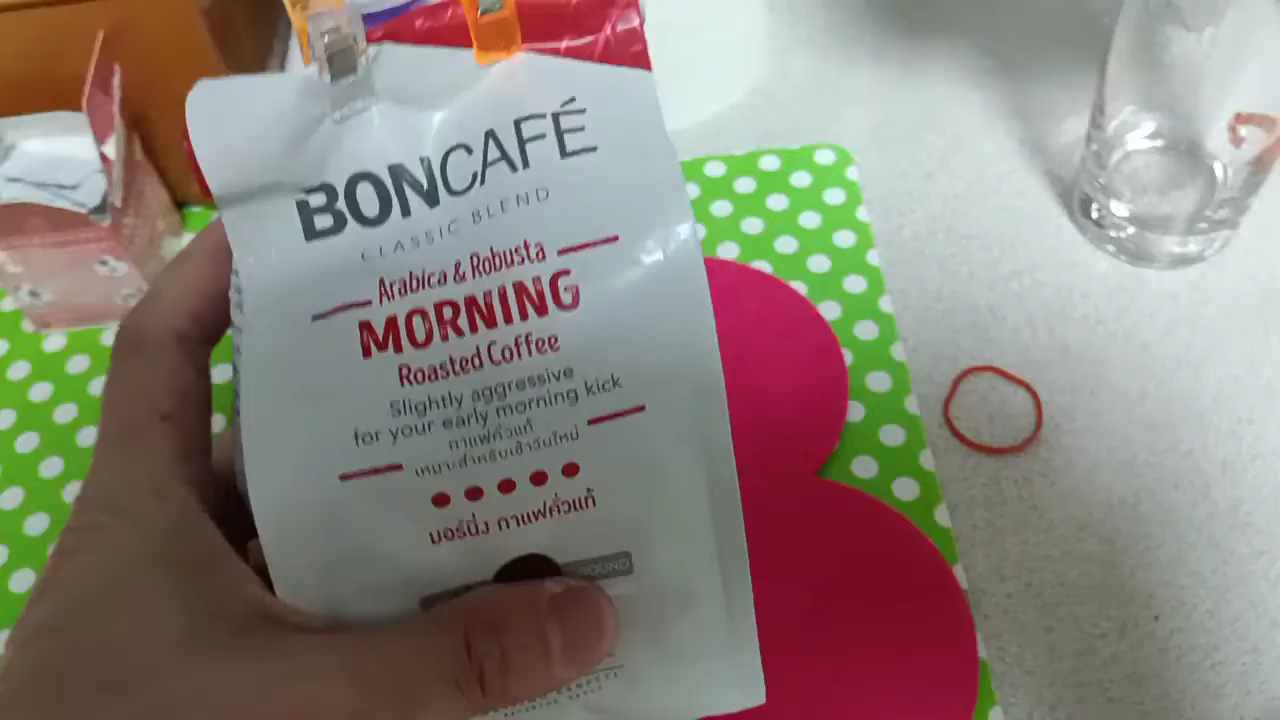 BONCAFÉ
CLASSIC BLEND
Arabica & Robusta
MORNING
Roasted Coffee
Slightly aggressive
for your early morning kick
กาแฟคั่วแท้
เหมาะสำหรับเช้าวันใหม่
มอร์นิ่ง กาแฟคั่วแท้